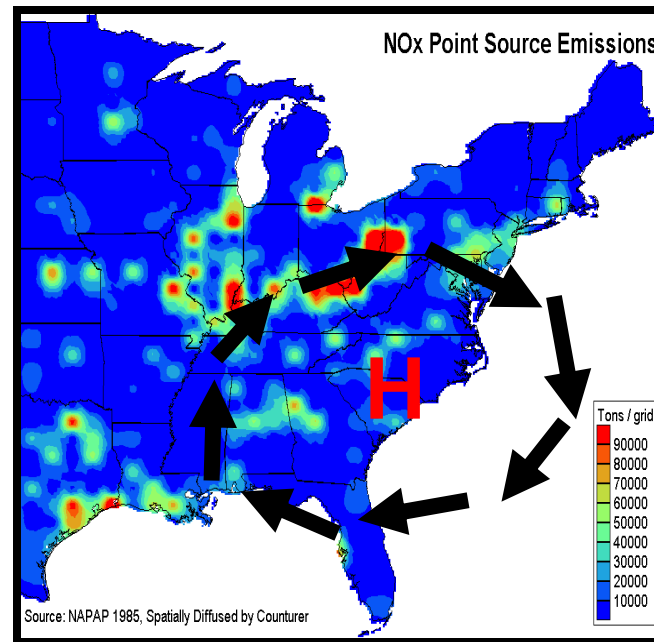 NOx Point Source Emissions
H
Tons / grid
90000
80000
70000
60000
50000
40000
30000
20000
10000
Source: NAPAP 1985, Spatially Diffused by Counturer